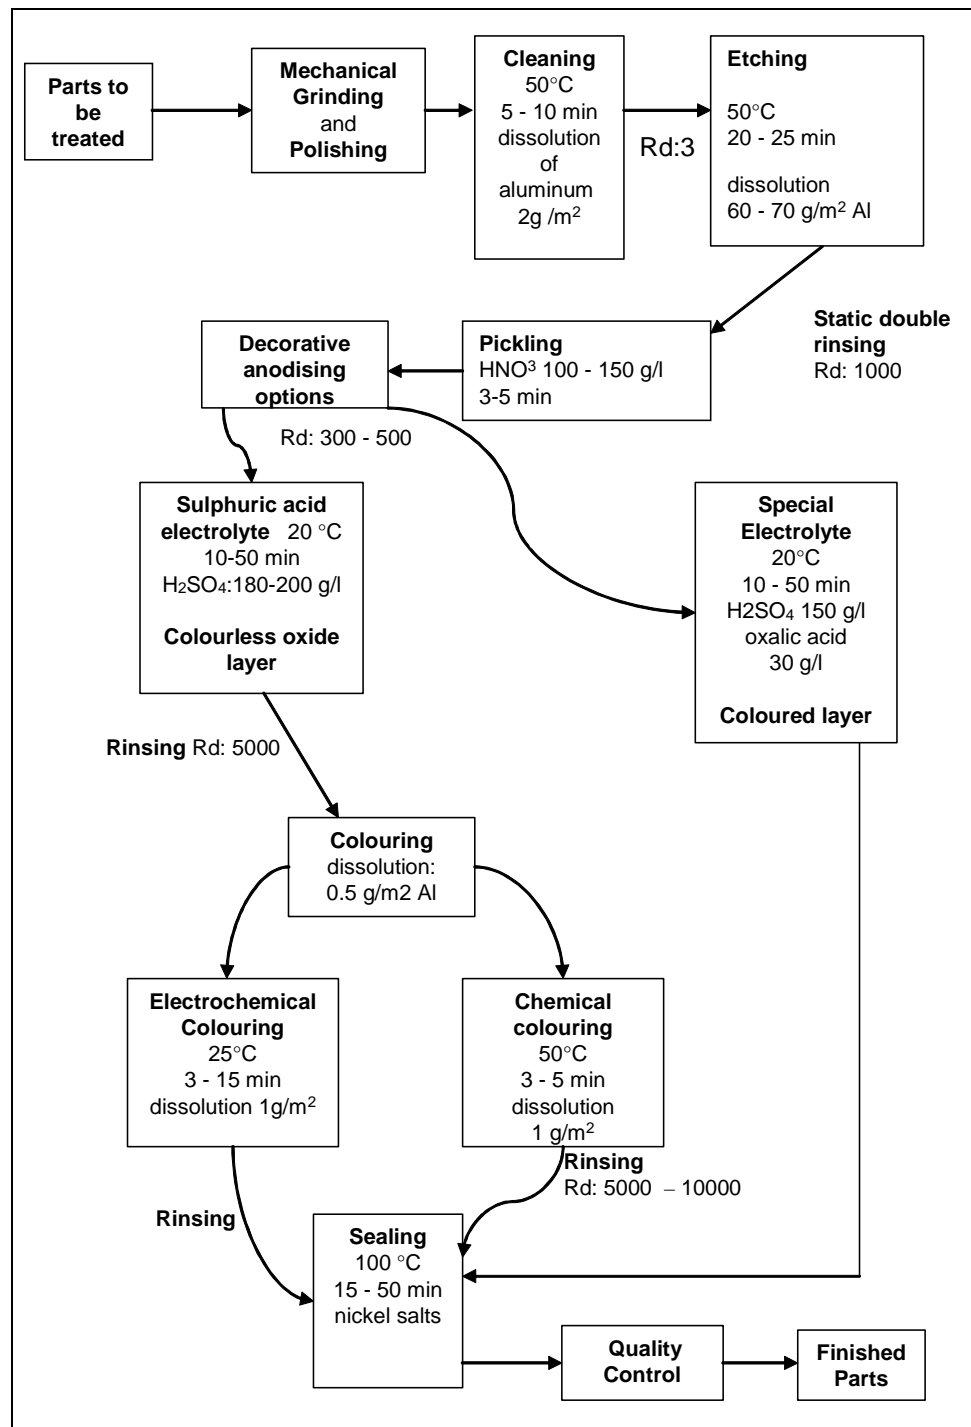 Parts to
be
treated
Mechanical
Grinding
and
Polishing
Cleaning
50°C
5 - 10 min
dissolution
of
aluminum
2g /m²
Rd:3
Etching
50°C
20 - 25 min
dissolution
60 - 70 g/m² Al
Static double
rinsing
Rd: 1000
Pickling
HNO³ 100 - 150 g/l
3-5 min
Decorative
anodising
options
Rd: 300 - 500
Sulphuric acid
electrolyte 20 °C
10-50 min
H₂SO₄:180-200 g/l
Colourless oxide
layer
Special
Electrolyte
20°C
10 - 50 min
H2SO₄ 150 g/l
oxalic acid
30 g/l
Coloured layer
Rinsing Rd: 5000
Colouring
dissolution:
0.5 g/m2 Al
Electrochemical
Colouring
25°C
3 - 15 min
dissolution 1g/m²
Chemical
colouring
50°C
3 - 5 min
dissolution
1 g/m²
Rinsing
Rinsing
Rd: 5000 – 10000
Sealing
100 °C
15 - 50 min
nickel salts
Quality
Control
Finished
Parts